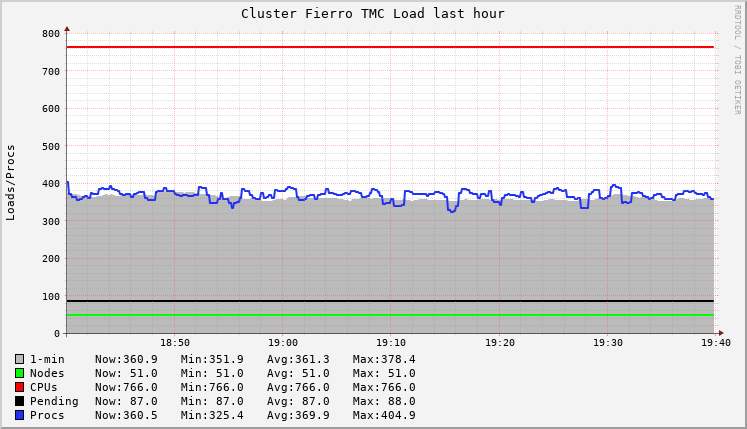 Cluster Fierro TMC Load last hour
RRDTOOL / TOBI OETIKER
Loads/Procs
800
700
600
500
400
300
200
100
0
18:50 19:00 19:10 19:20 19:30 19:40
1-min Now:360.9 Min:351.9 Avg:361.3 Max:378.4
Nodes Now: 51.0 Min: 51.0 Avg: 51.0 Max: 51.0
CPUs Now:766.0 Min:766.0 Avg:766.0 Max:766.0
Pending Now: 87.0 Min: 87.0 Avg: 87.0 Max: 88.0
Procs Now:360.5 Min:325.4 Avg:369.9 Max:404.9